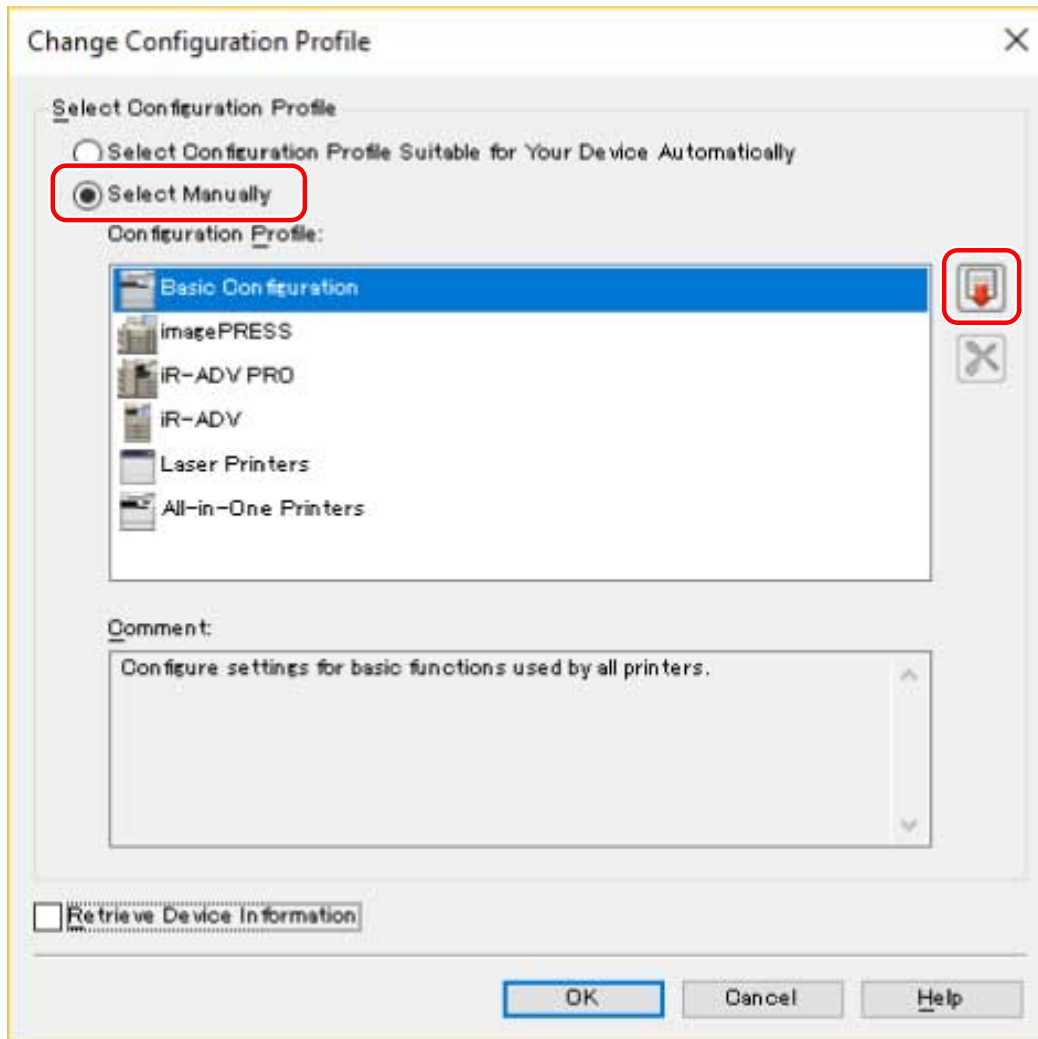 Change Configuration Profile
Select Configuration Profile
Select Configuration Profile Suitable for Your Device Automatically
Select Manually
Configuration Profile:
Basic Configuration
imagePRESS
iR-ADV PRO
iR-ADV
Laser Printers
All-in-One Printers
Comment:
Configure settings for basic functions used by all printers.
Retrieve Device Information
OK Cancel Help